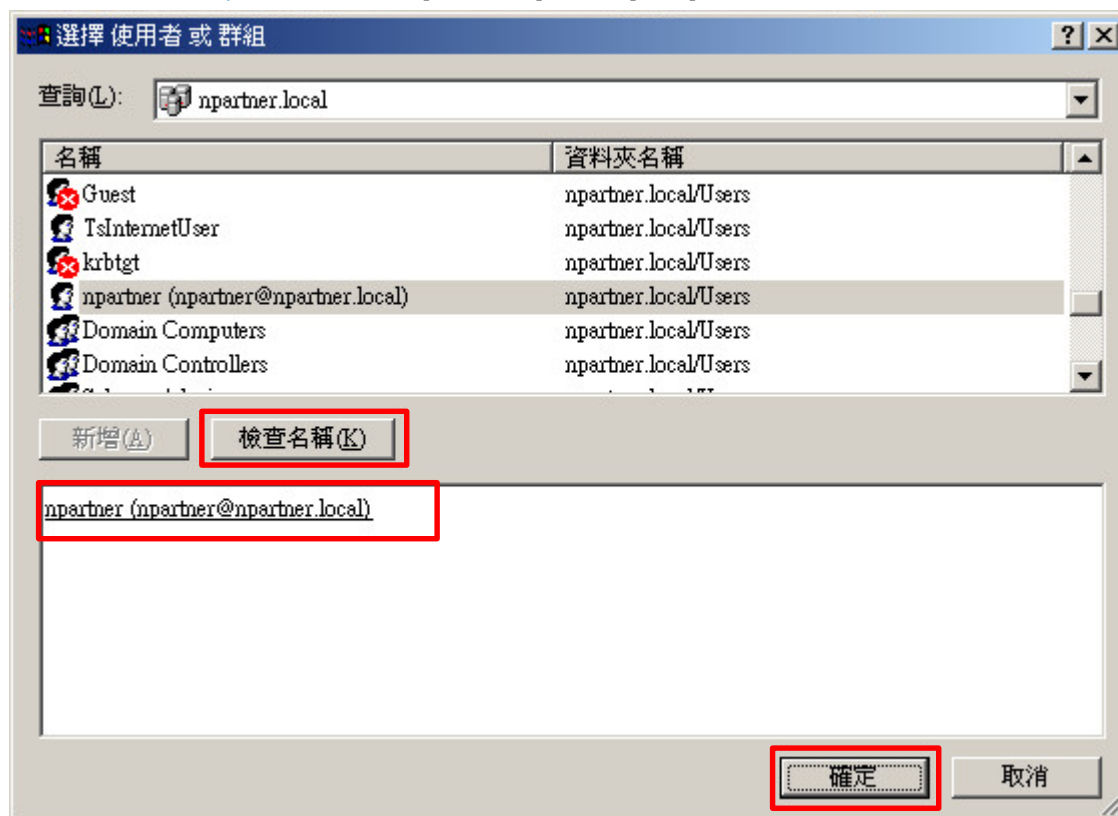 選擇 使用者 或 群組
查詢(L): npartner.local
名稱 資料夾名稱
Guest npartner.local/Users
TsInternetUser npartner.local/Users
krbtgt npartner.local/Users
npartner (npartner@npartner.local) npartner.local/Users
Domain Computers npartner.local/Users
Domain Controllers npartner.local/Users
新增(A) 檢查名稱(K)
npartner (npartner@npartner.local)
確定 取消